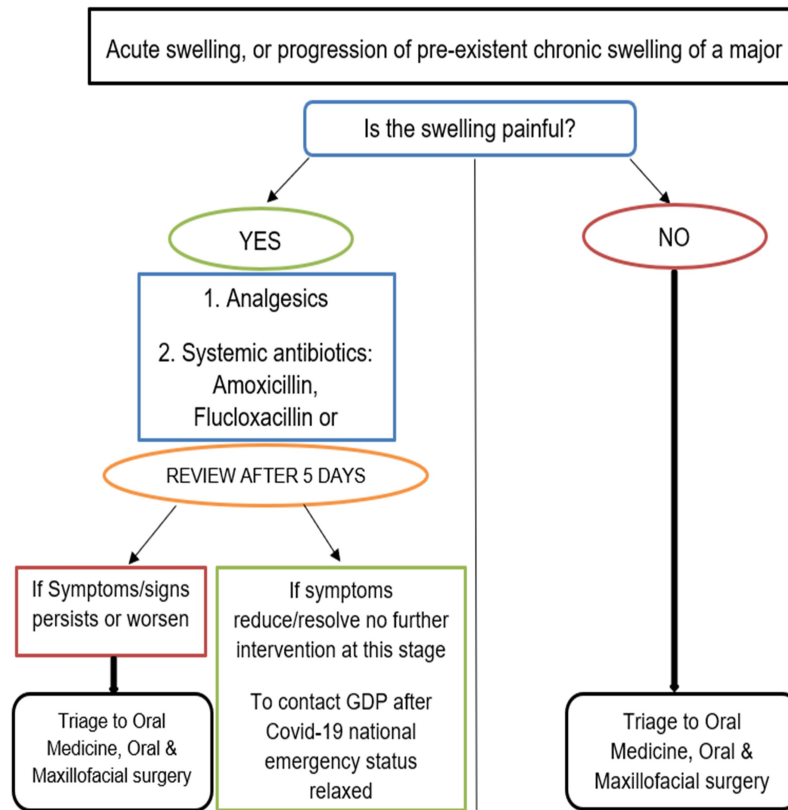 Acute swelling, or progression of pre-existent chronic swelling of a major
Is the swelling painful?
YES
NO
1. Analgesics
2. Systemic antibiotics:
Amoxicillin,
Flucloxacillin or
REVIEW AFTER 5 DAYS
If Symptoms/signs
persists or worsen
If symptoms
reduce/resolve no further
intervention at this stage
To contact GDP after
Covid-19 national
emergency status
relaxed
Triage to Oral
Medicine, Oral &
Maxillofacial surgery
Triage to Oral
Medicine, Oral &
Maxillofacial surgery